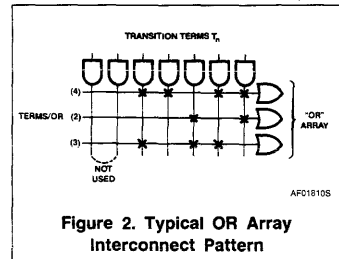 TRANSITION TERMS Tn
(4)
TERMS/OR (2)
"OR"
ARRAY
(3)
NOT
USED
AF01810S
Figure 2. Typical OR Array
Interconnect Pattern